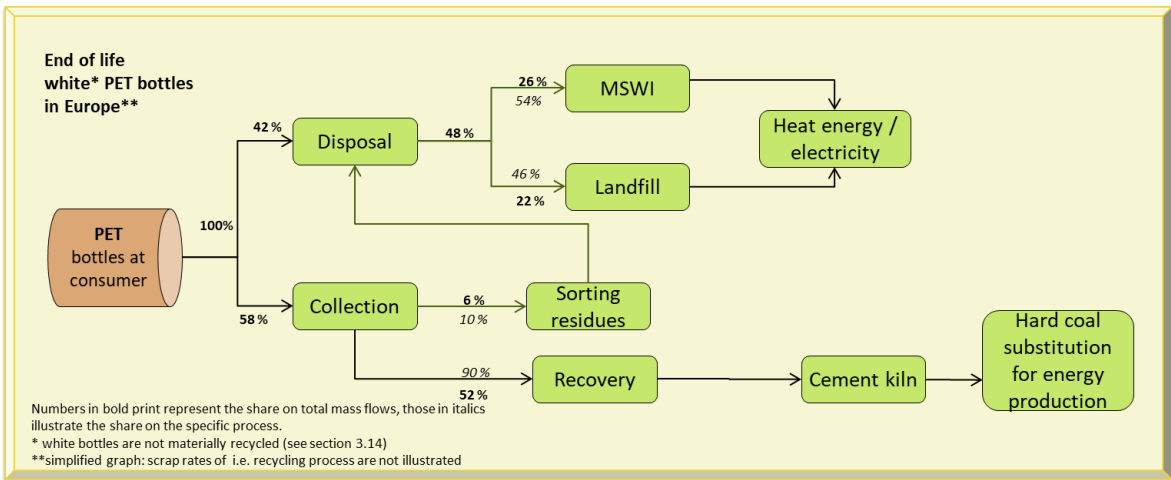 End of life
white* PET bottles
in Europe**
26 %
54%
MSWI
42 %
Disposal
48 %
Heat energy /
electricity
46 %
22 %
Landfill
100%
PET
bottles at
consumer
58 %
Collection
6 %
10 %
Sorting
residues
90 %
52 %
Recovery
Cement kiln
Hard coal
substitution
for energy
production
Numbers in bold print represent the share on total mass flows, those in italics
illustrate the share on the specific process.
* white bottles are not materially recycled (see section 3.14)
**simplified graph: scrap rates of i.e. recycling process are not illustrated